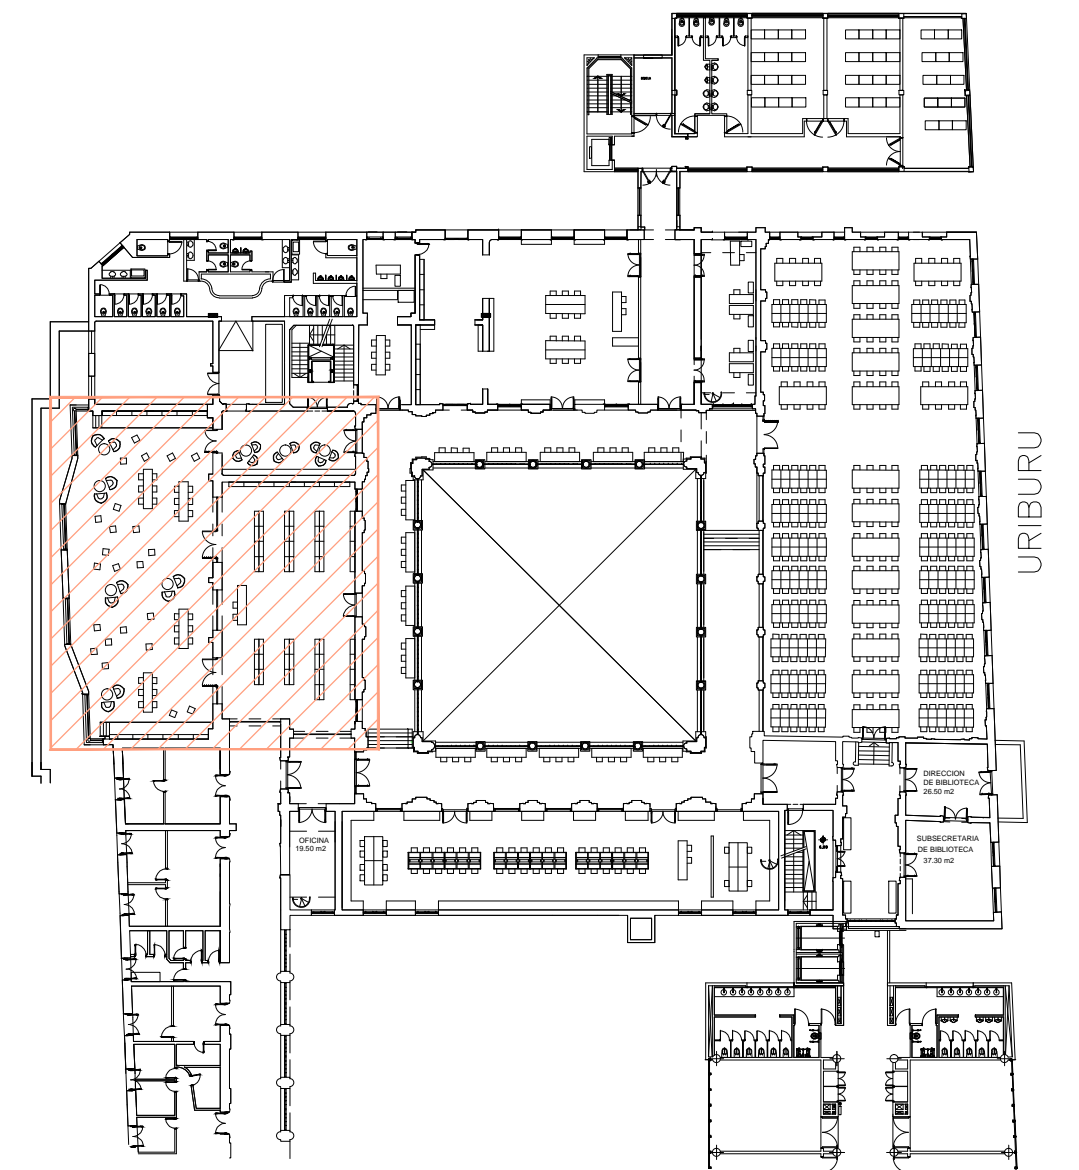 URIBURU
DIRECCION
DE BIBLIOTECA
26.50 m2
SUBSECRETARIA
DE BIBLIOTECA
37.30 m2
OFICINA
19.50 m2